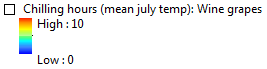 Chilling hours (mean july temp): Wine grapes
High : 10
Low : 0